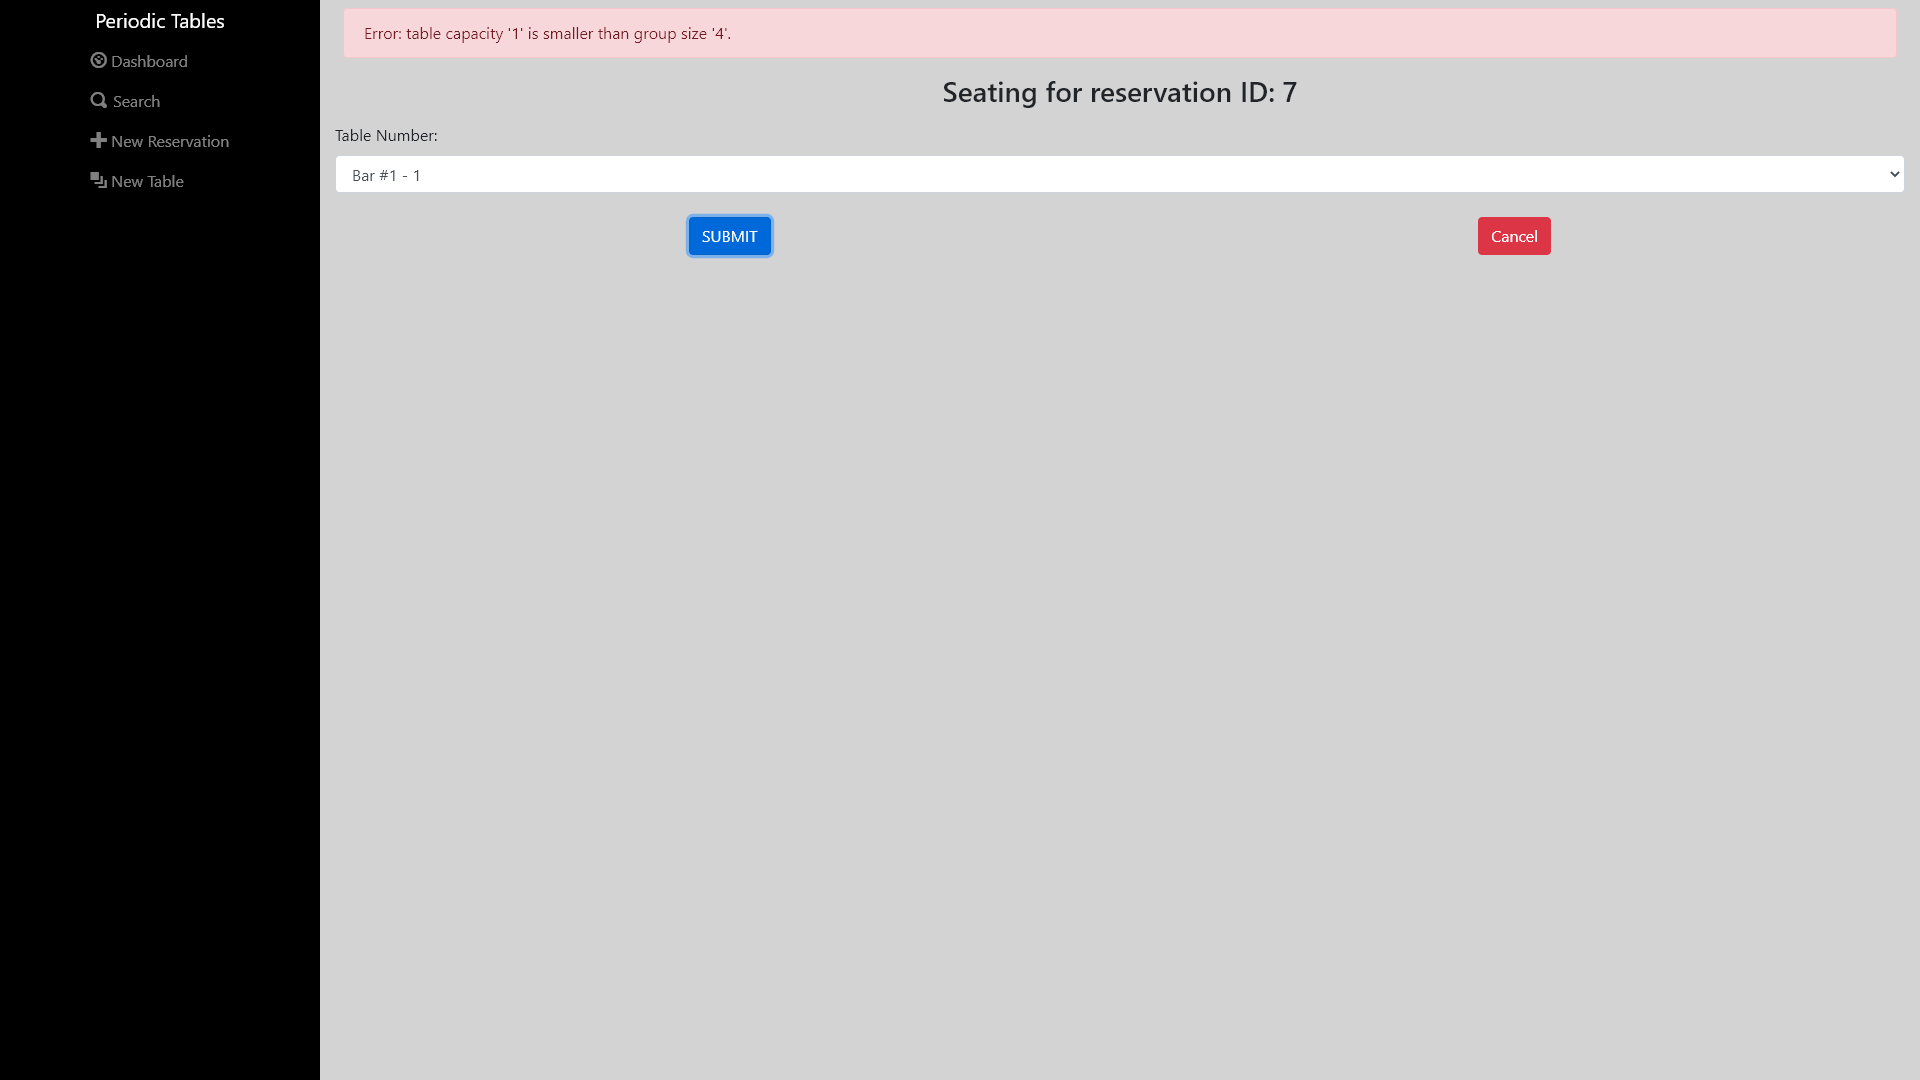 Periodic Tables
Dashboard
Search
New Reservation
New Table
Error: table capacity '1' is smaller than group size '4'.
Seating for reservation ID: 7
Table Number:
Bar #1 - 1
SUBMIT
Cancel